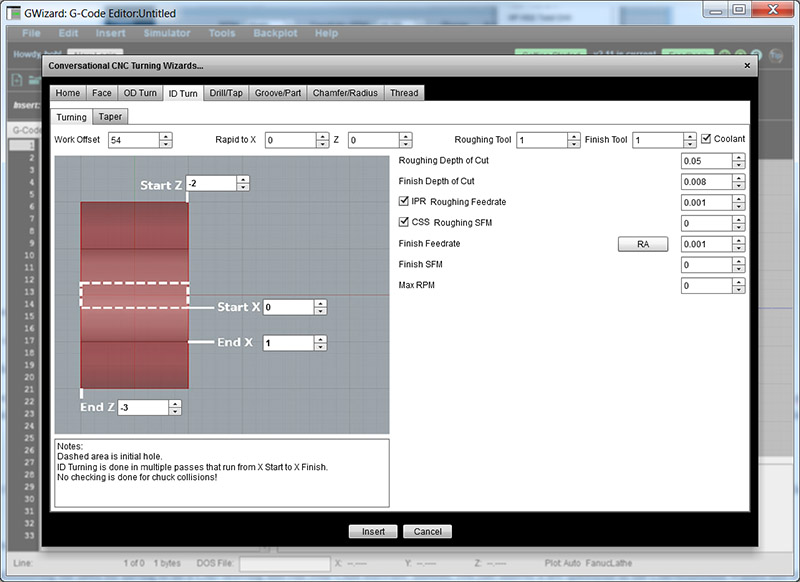 GWizard: G-Code Editor:Untitled
File Edit Insert Simulator Tools Backplot Help
Conversational CNC Turning Wizards...
Home Face OD Turn ID Turn Drill/Tap Groove/Part Chamfer/Radius Thread
Insert:
Turning Taper
G-Code
Work Offset 54 Rapid to X 0 Z 0 Roughing Tool 1 Finish Tool 1 Coolant
Start Z -2
Roughing Depth of Cut 0.05
Finish Depth of Cut 0.008
IPR Roughing Feedrate 0.001
CSS Roughing SFM 0
Finish Feedrate RA 0.001
Finish SFM 0
Max RPM 0
Start X 0
End X 1
End Z -3
Notes:
Dashed area is initial hole.
ID Turning is done in multiple passes that run from X Start to X Finish.
No checking is done for chuck collisions!
1
2
3
4
5
6
7
8
9
10
11
12
13
14
15
16
17
18
19
20
21
22
23
24
25
26
27
28
29
30
31
32
33
Insert Cancel
Line: 1 of 0 1 bytes DOS File: X: --.---- Y: --.---- Z: --.---- Plot: Auto FanucLathe